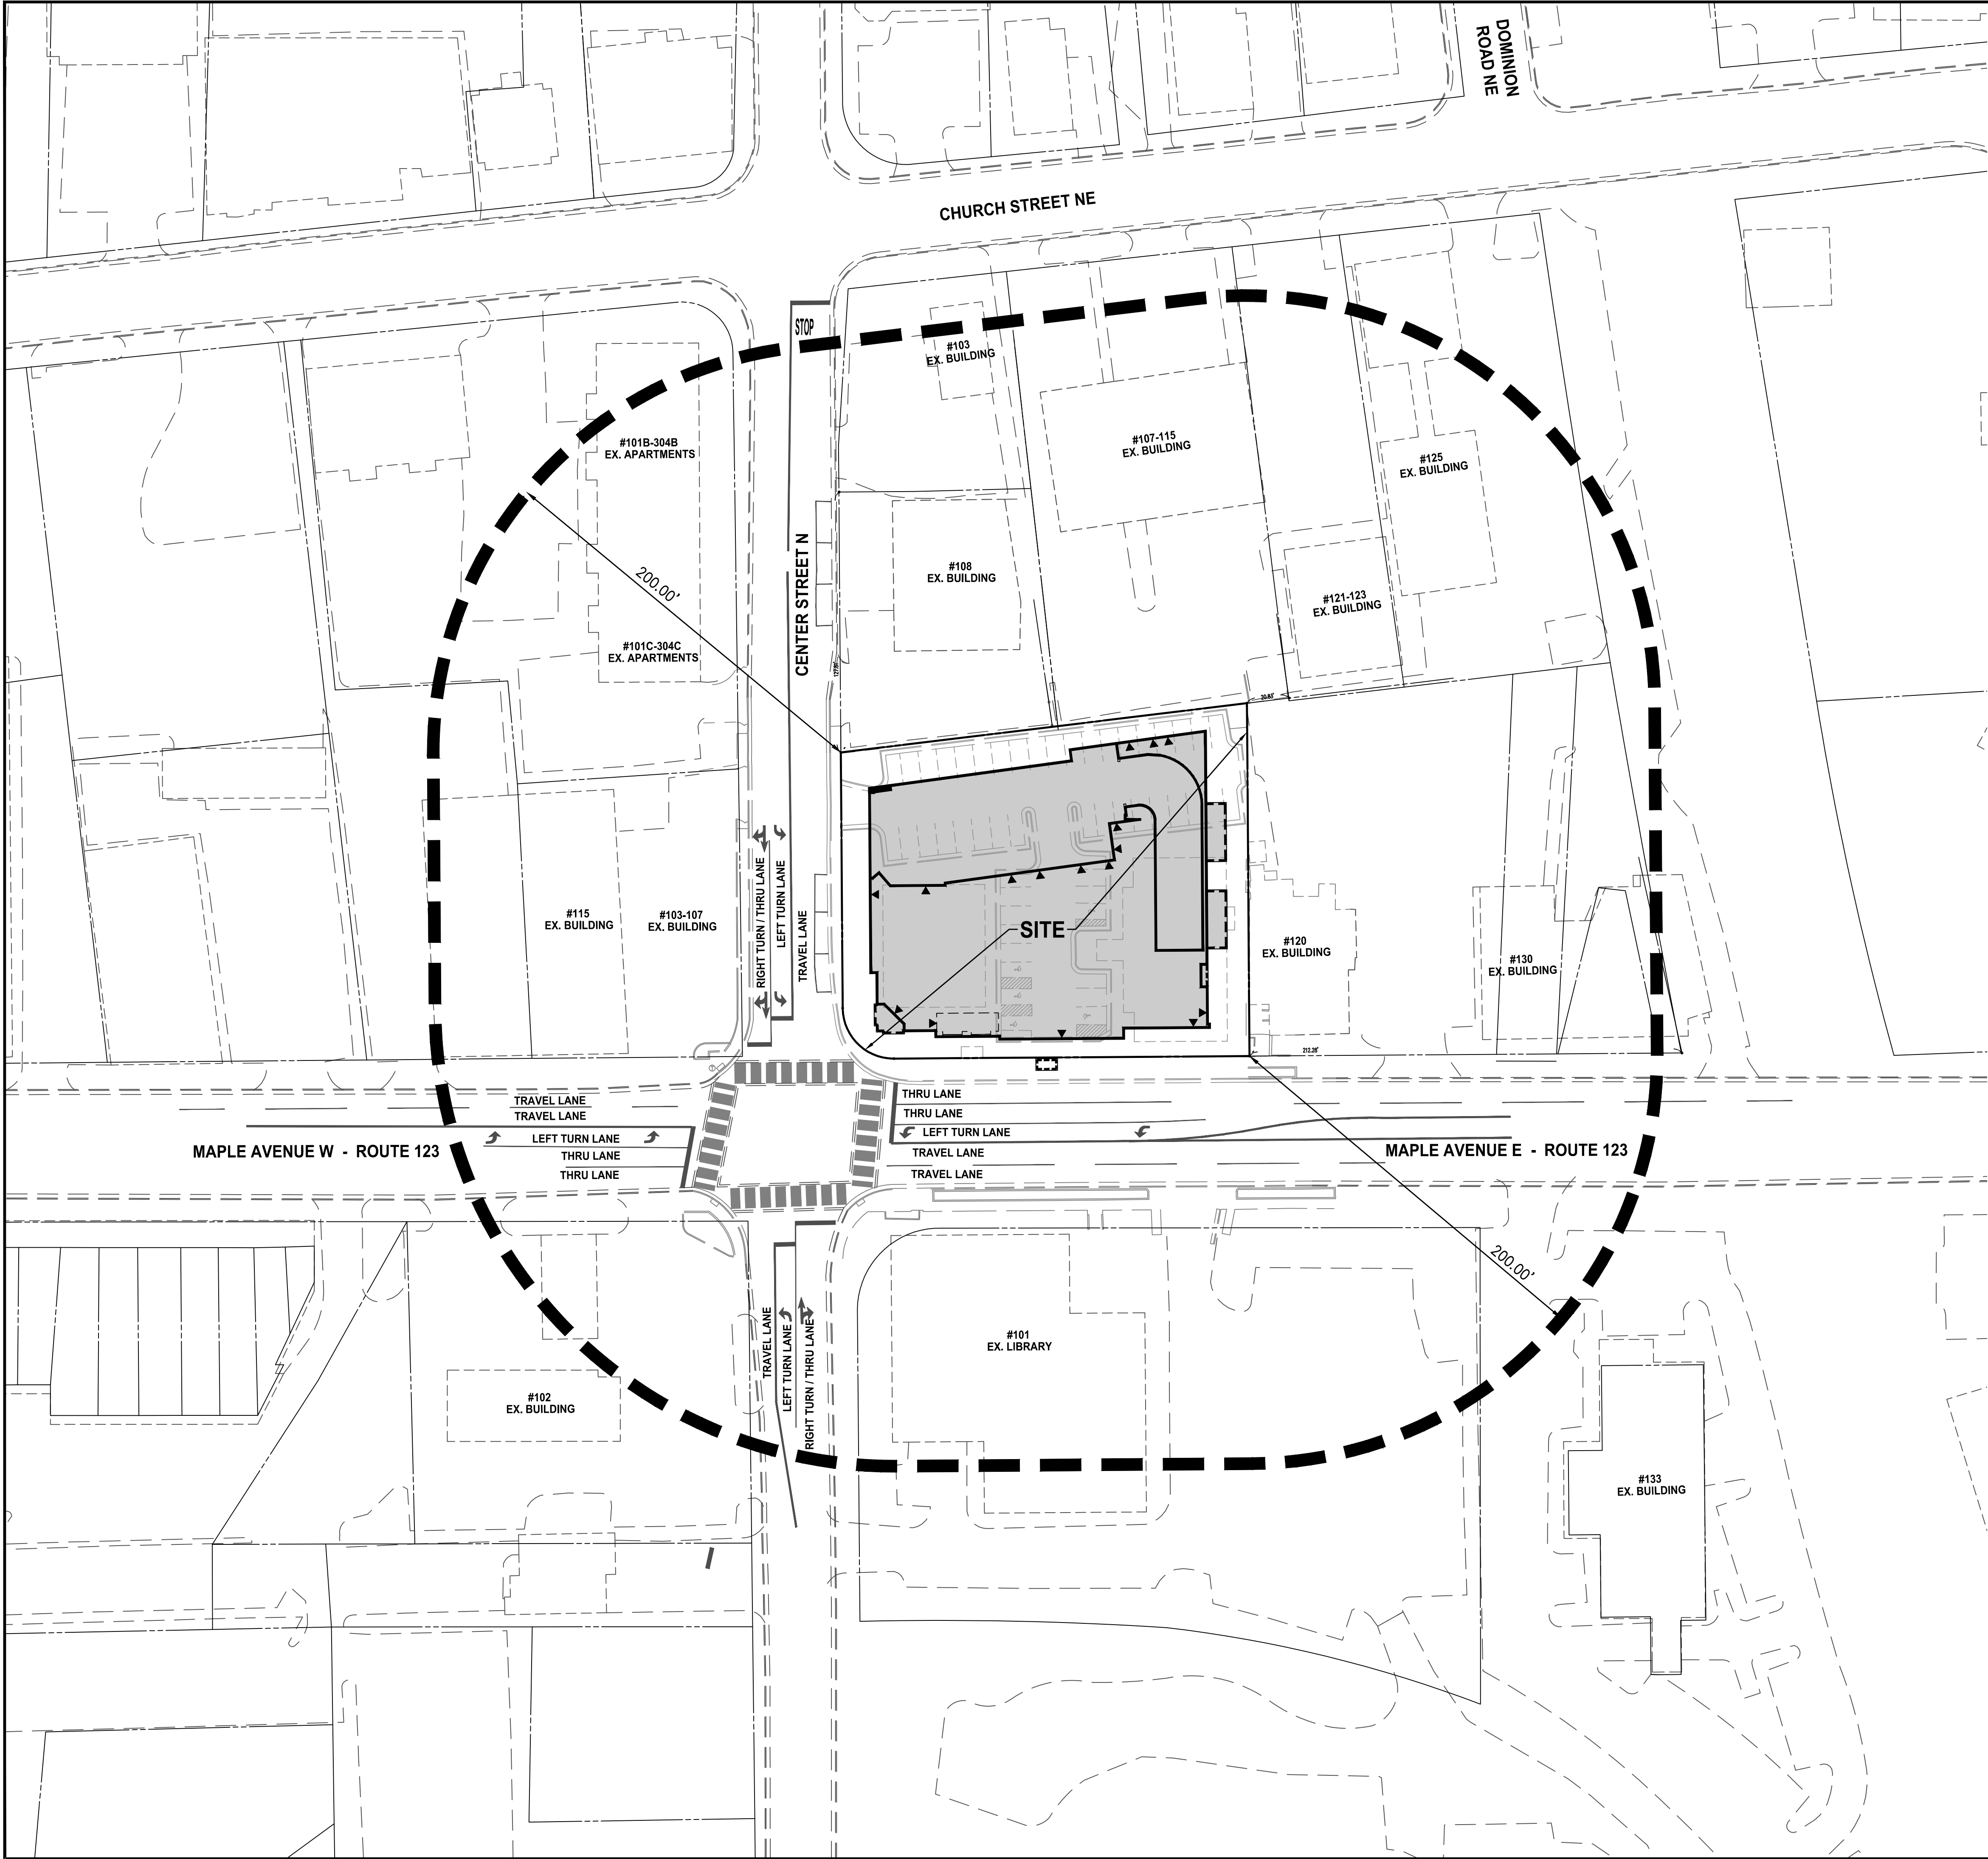 DOMINION
ROAD NE
CHURCH STREET NE
STOP
#103
EX. BUILDING
#101B-304B
EX. APARTMENTS
#107-115
EX. BUILDING
#125
EX. BUILDING
200.00'
CENTER STREET N
#108
EX. BUILDING
#121-123
EX. BUILDING
#101C-304C
EX. APARTMENTS
20.83'
RIGHT TURN / THRU LANE
LEFT TURN LANE
TRAVEL LANE
#115
EX. BUILDING
#103-107
EX. BUILDING
SITE
#120
EX. BUILDING
#130
EX. BUILDING
212.28'
TRAVEL LANE
TRAVEL LANE
LEFT TURN LANE
THRU LANE
THRU LANE
THRU LANE
THRU LANE
LEFT TURN LANE
TRAVEL LANE
TRAVEL LANE
MAPLE AVENUE W - ROUTE 123
MAPLE AVENUE E - ROUTE 123
200.00'
TRAVEL LANE
LEFT TURN LANE
RIGHT TURN / THRU LANE
#101
EX. LIBRARY
#102
EX. BUILDING
#133
EX. BUILDING